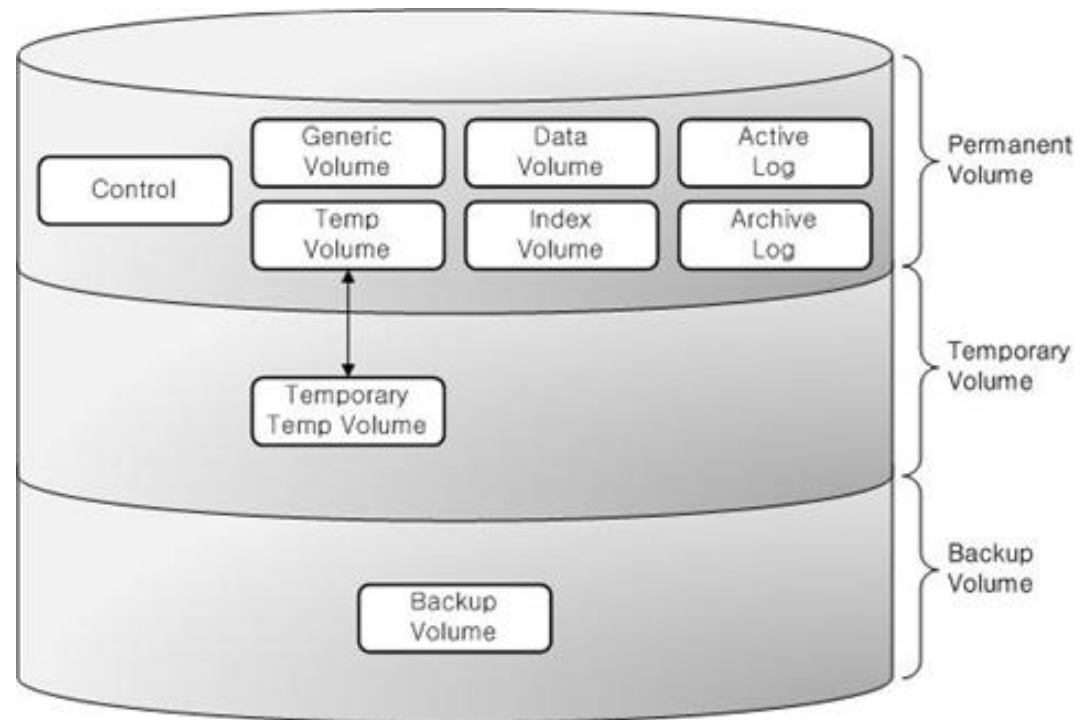 Generic
Volume
Data
Volume
Active
Log
Permanent
Volume
Control
Temp
Volume
Index
Volume
Archive
Log
Temporary
Temp Volume
Temporary
Volume
Backup
Volume
Backup
Volume